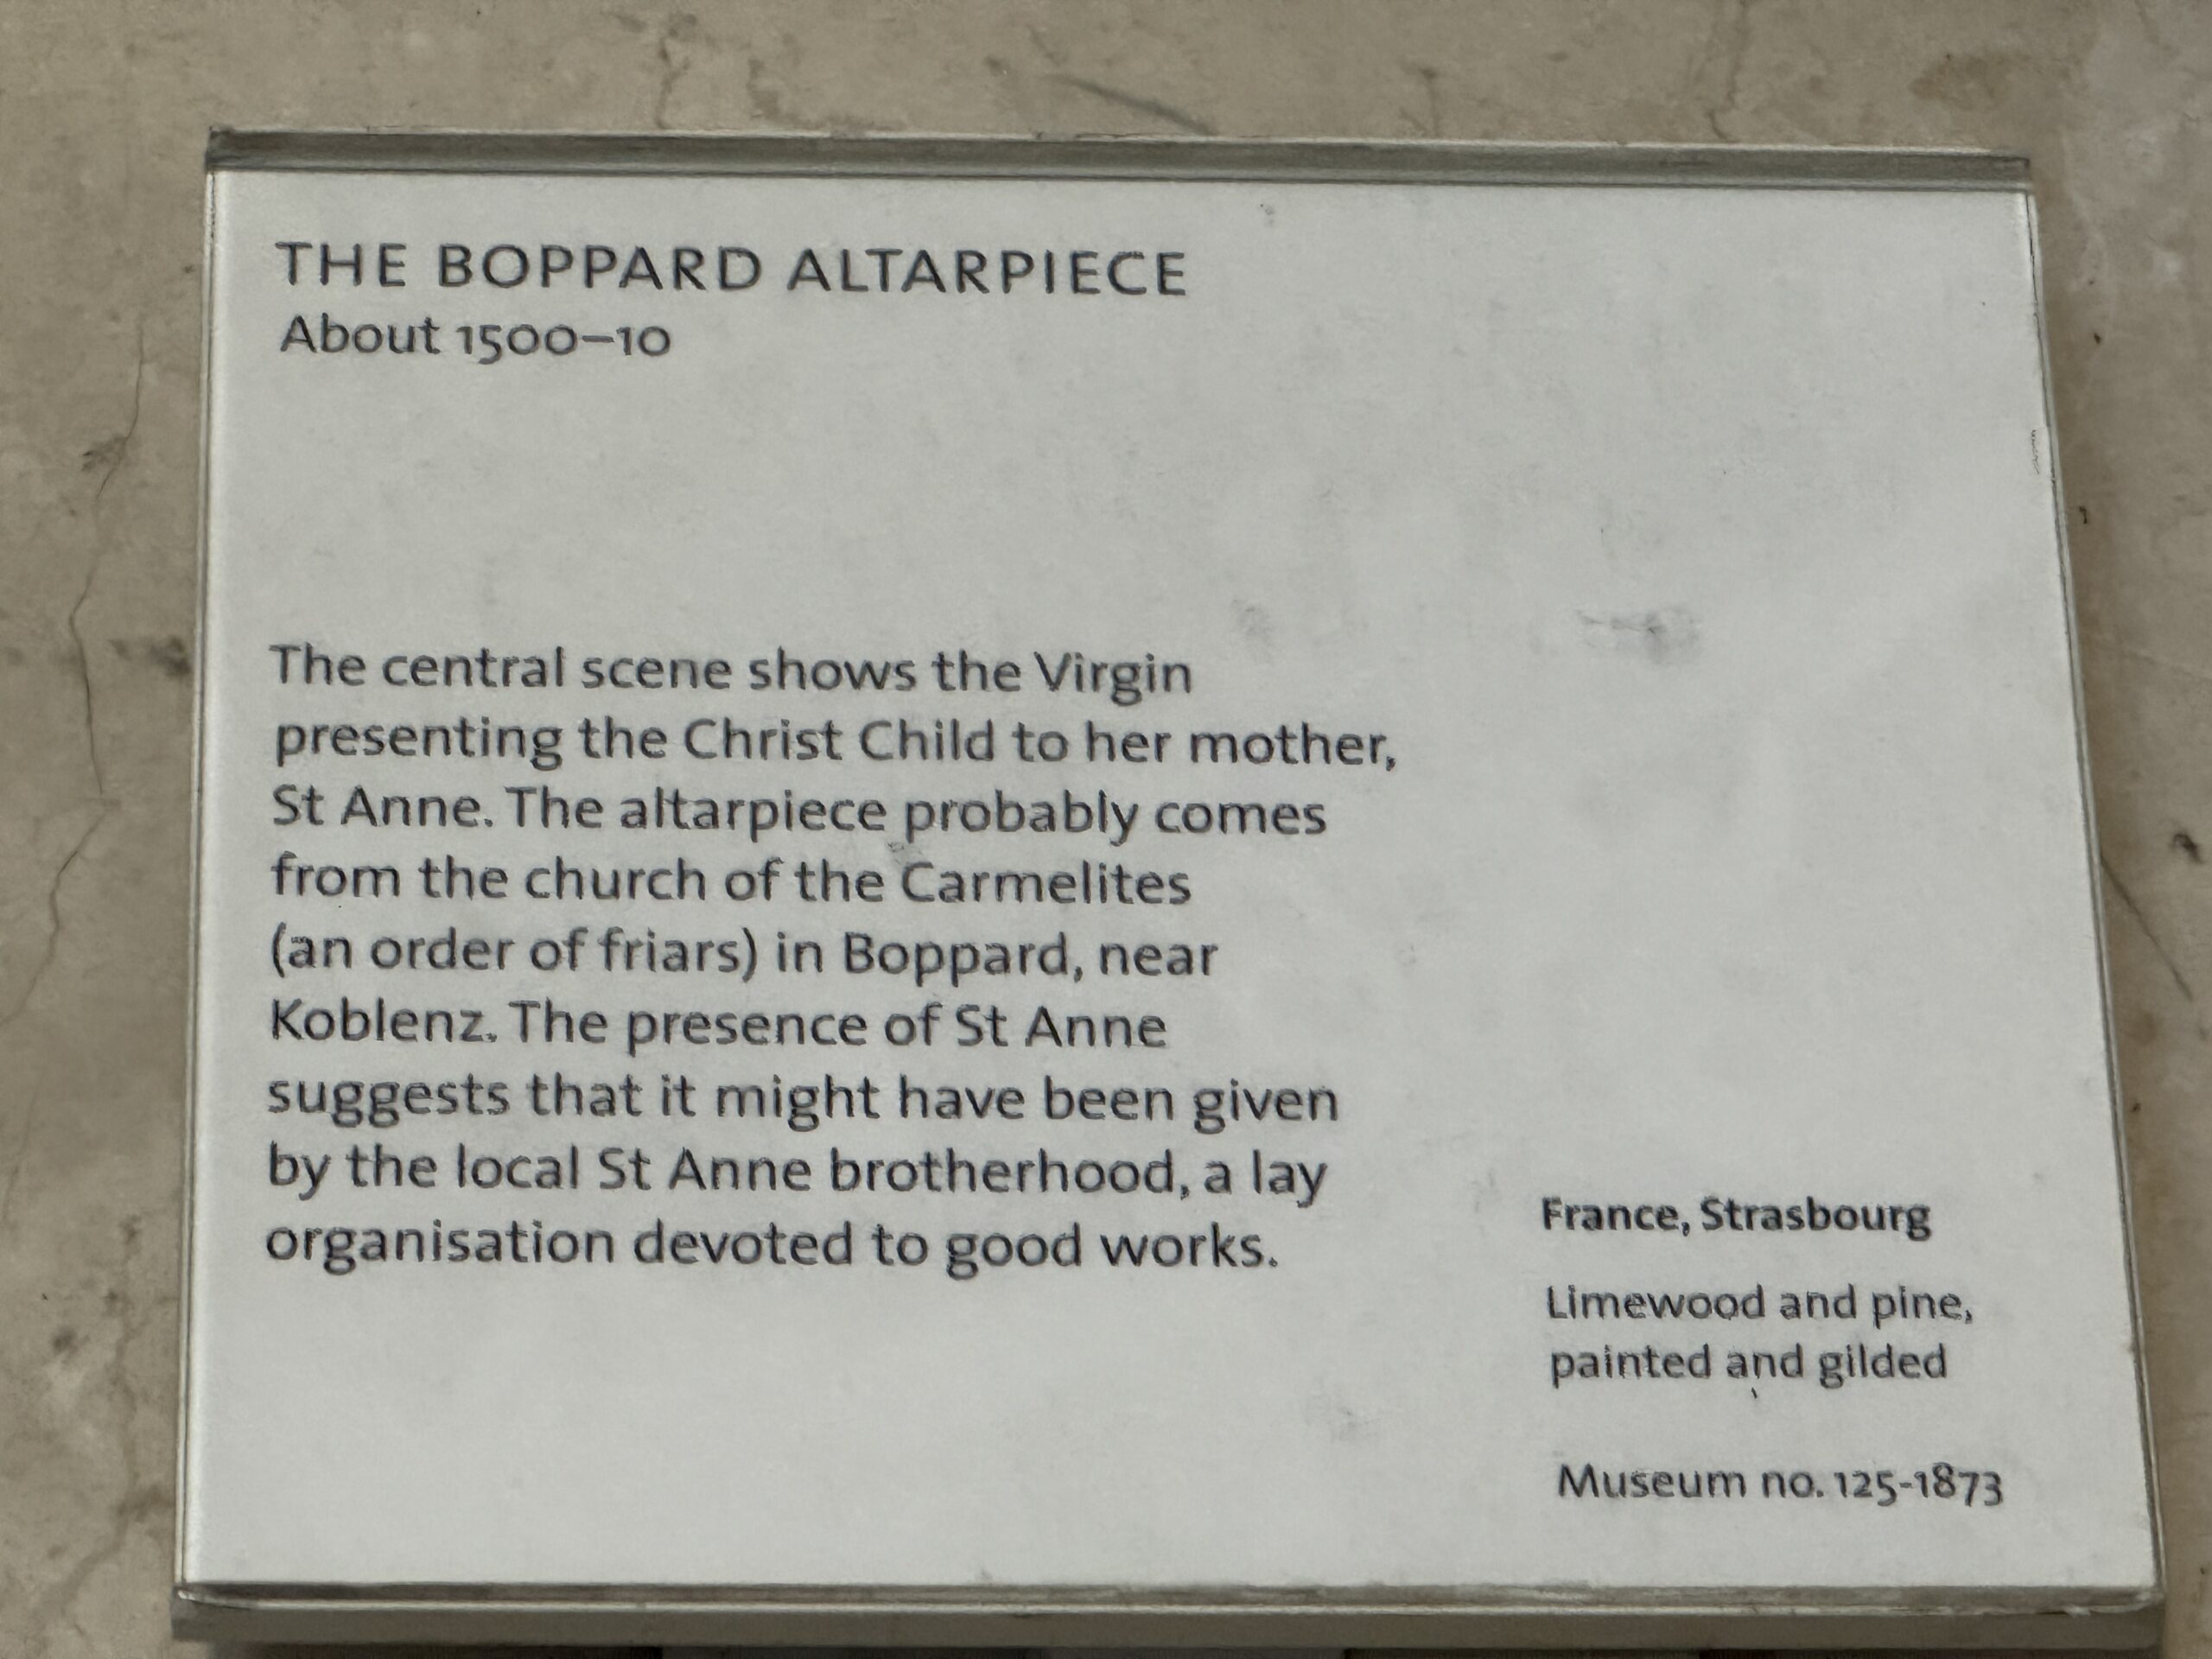 THE BOPPARD ALTARPIECE
About 1500–10
The central scene shows the Virgin
presenting the Christ Child to her mother,
St Anne. The altarpiece probably comes
from the church of the Carmelites
(an order of friars) in Boppard, near
Koblenz. The presence of St Anne
suggests that it might have been given
by the local St Anne brotherhood, a lay
organisation devoted to good works.
France, Strasbourg
Limewood and pine,
painted and gilded
Museum no. 125-1873